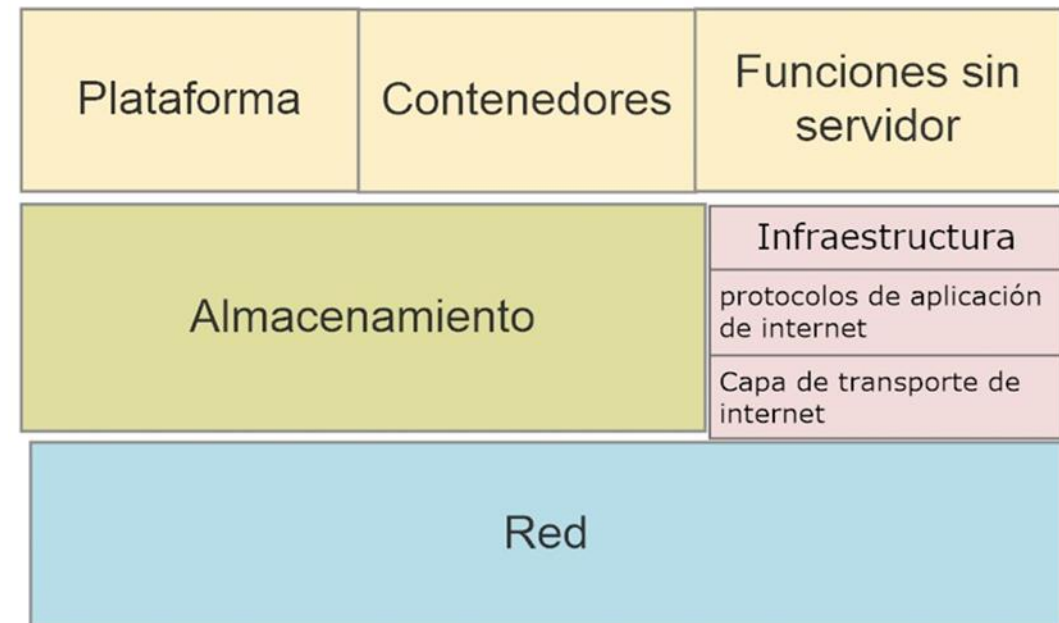 Plataforma
Contenedores
Funciones sin
servidor
Almacenamiento
Infraestructura
protocolos de aplicación
de internet
Capa de transporte de
internet
Red